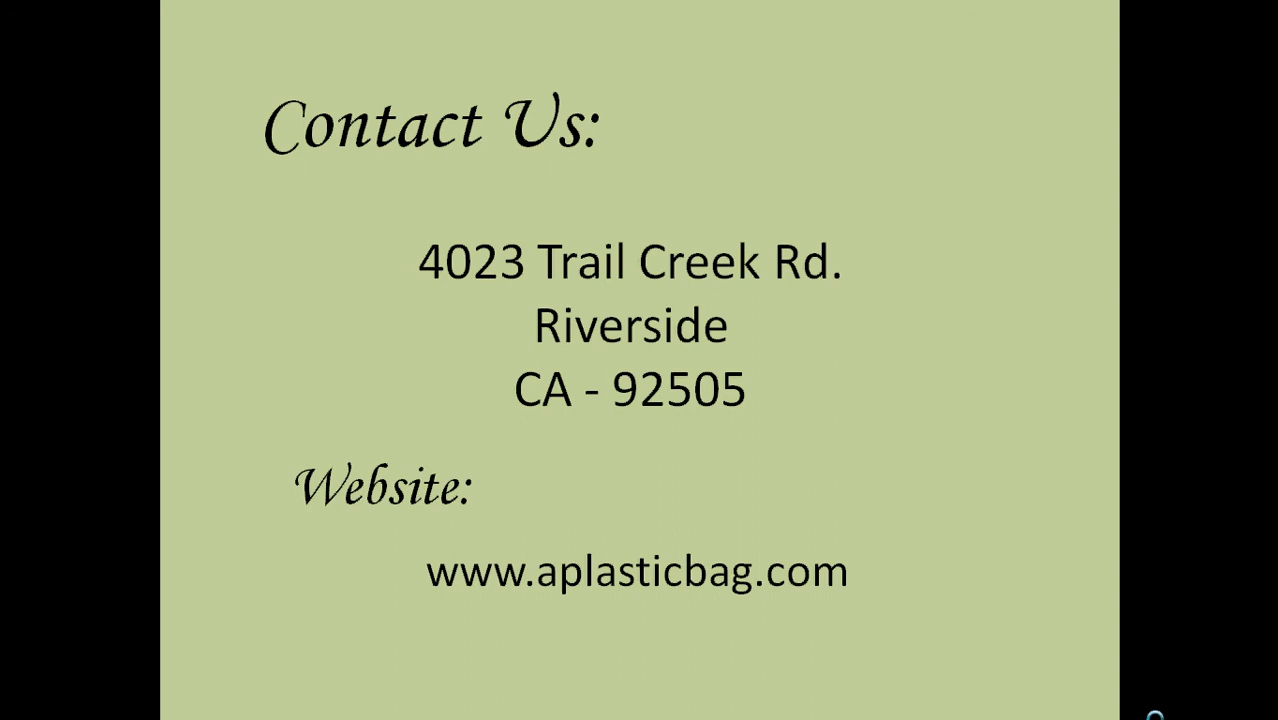 Contact Us:
4023 Trail Creek Rd.
Riverside
CA - 92505
Website:
www.aplasticbag.com